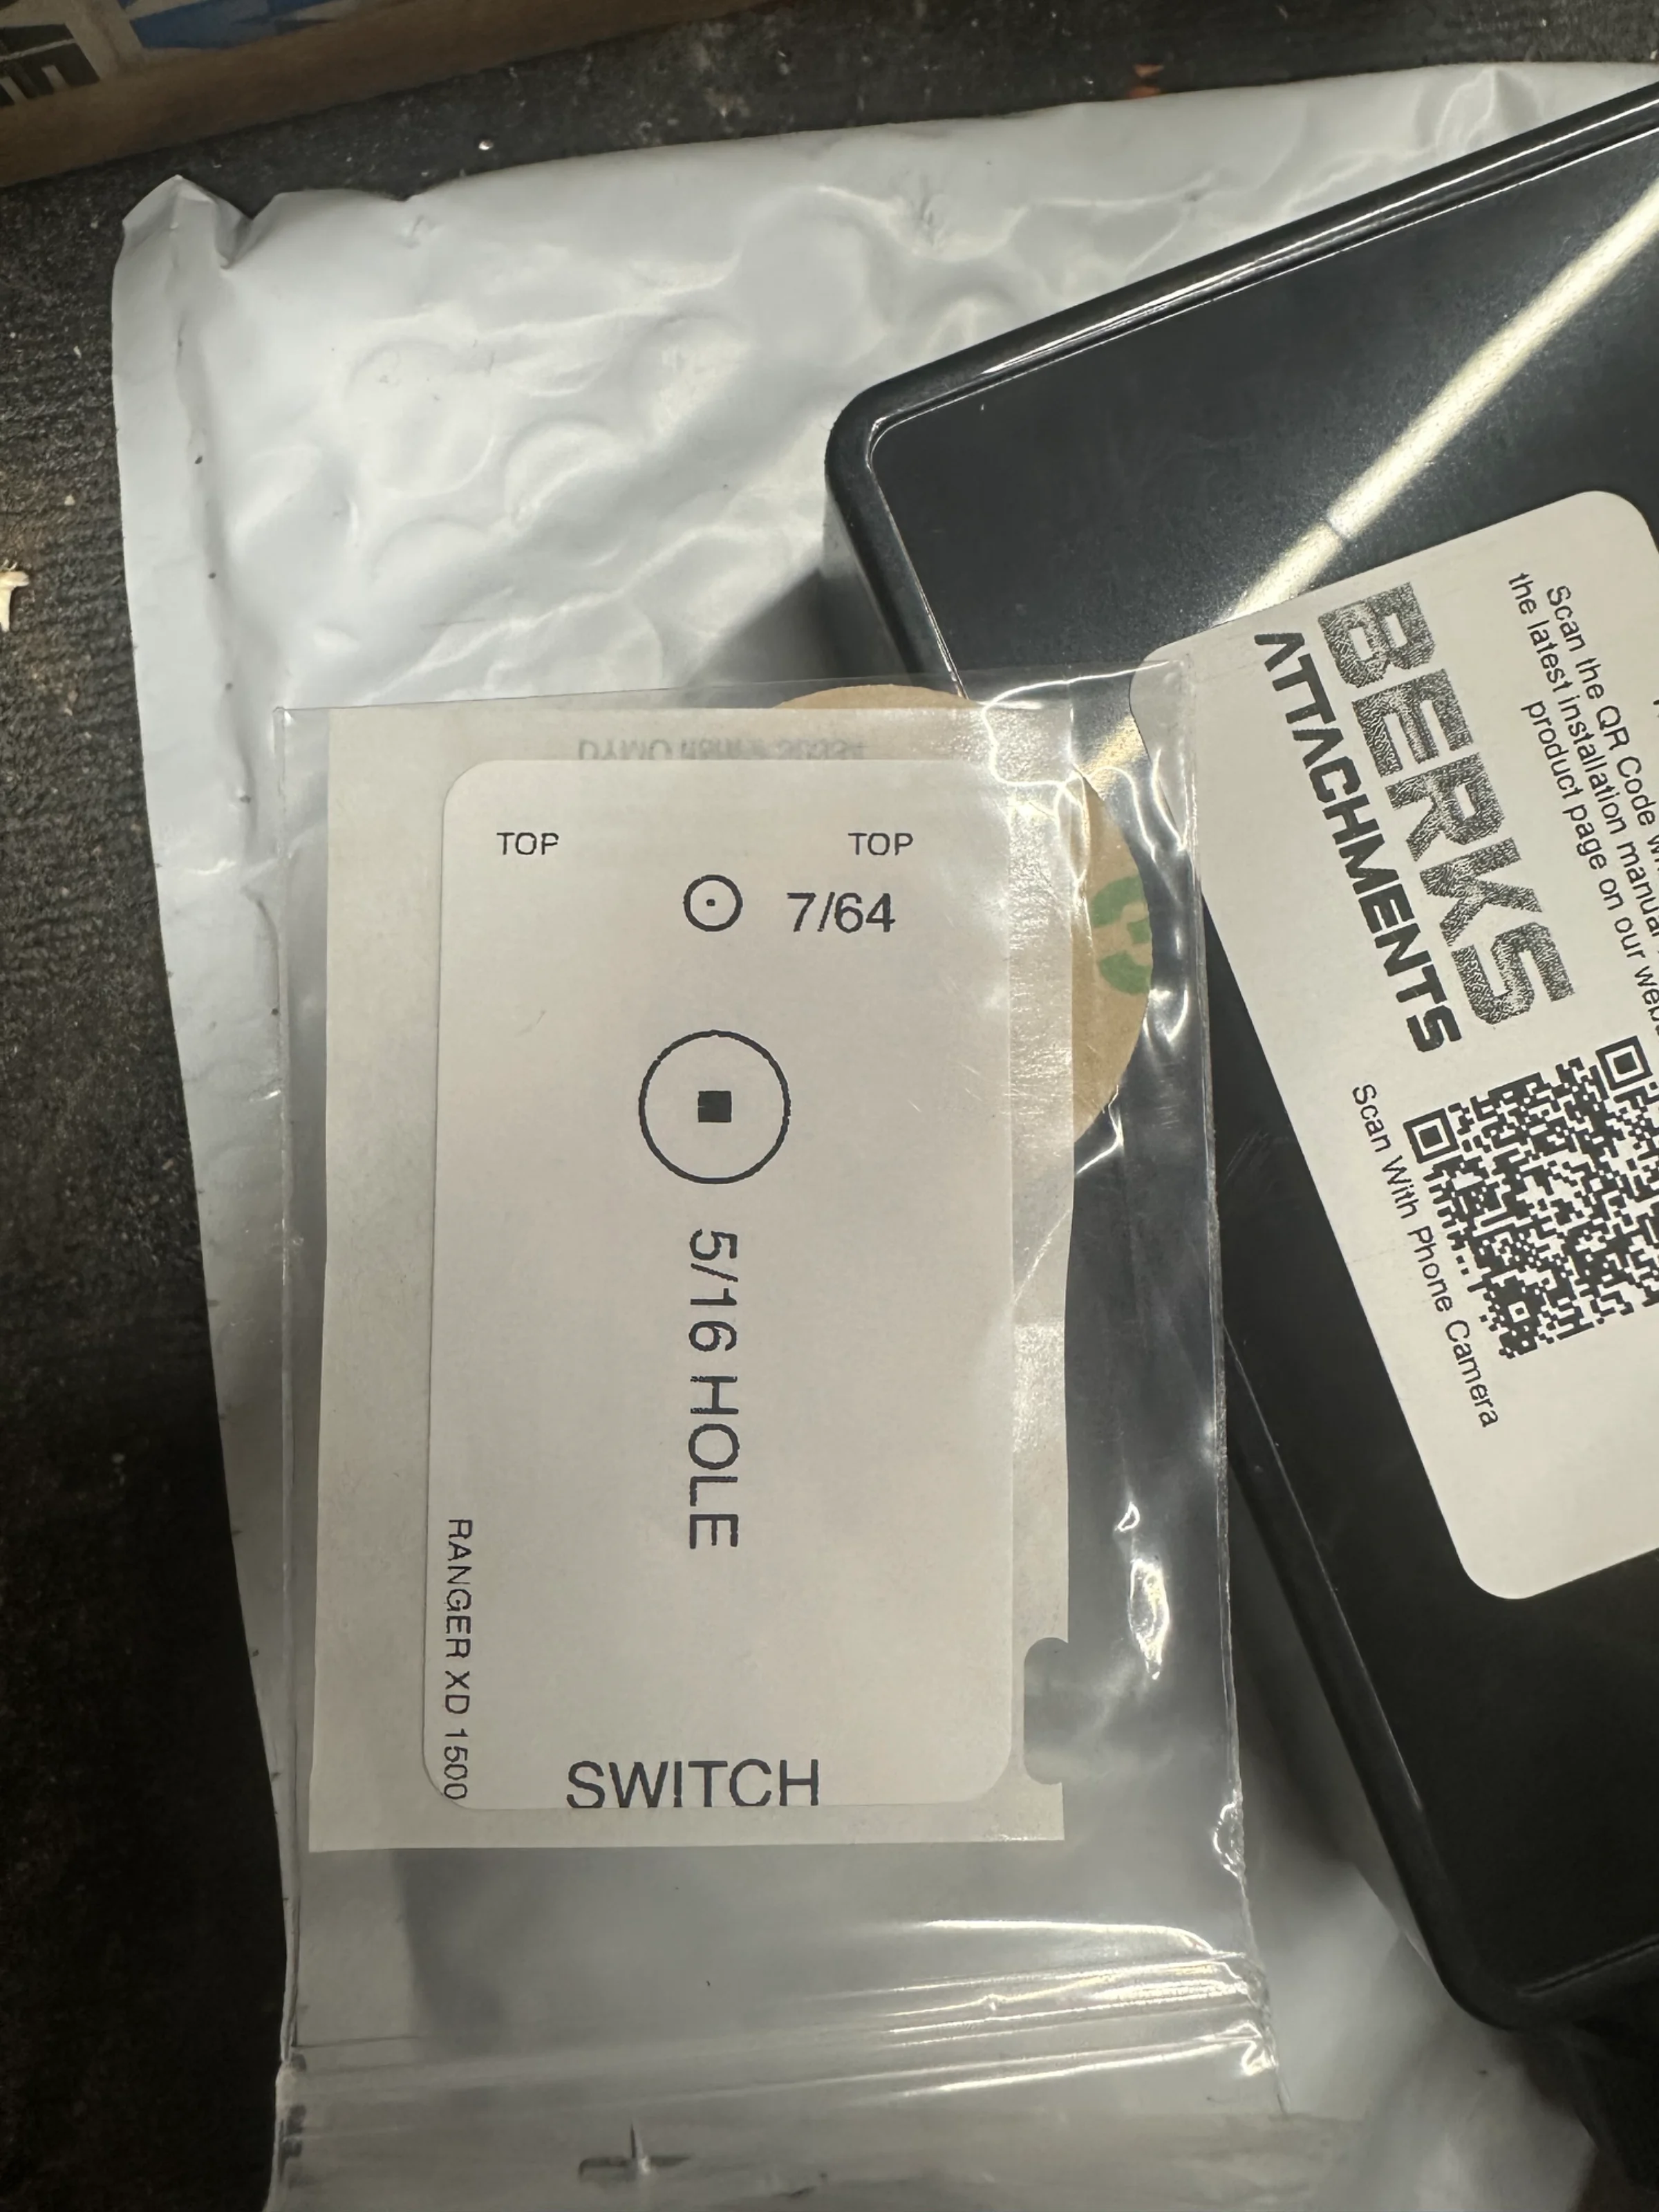 TOP TOP
7/64
5/16 HOLE
RANGER XD 1500
SWITCH
Scan the QR Code
the latest installation manual
product page on our
BERKS
ATTACHMENTS
Scan With Phone Camera